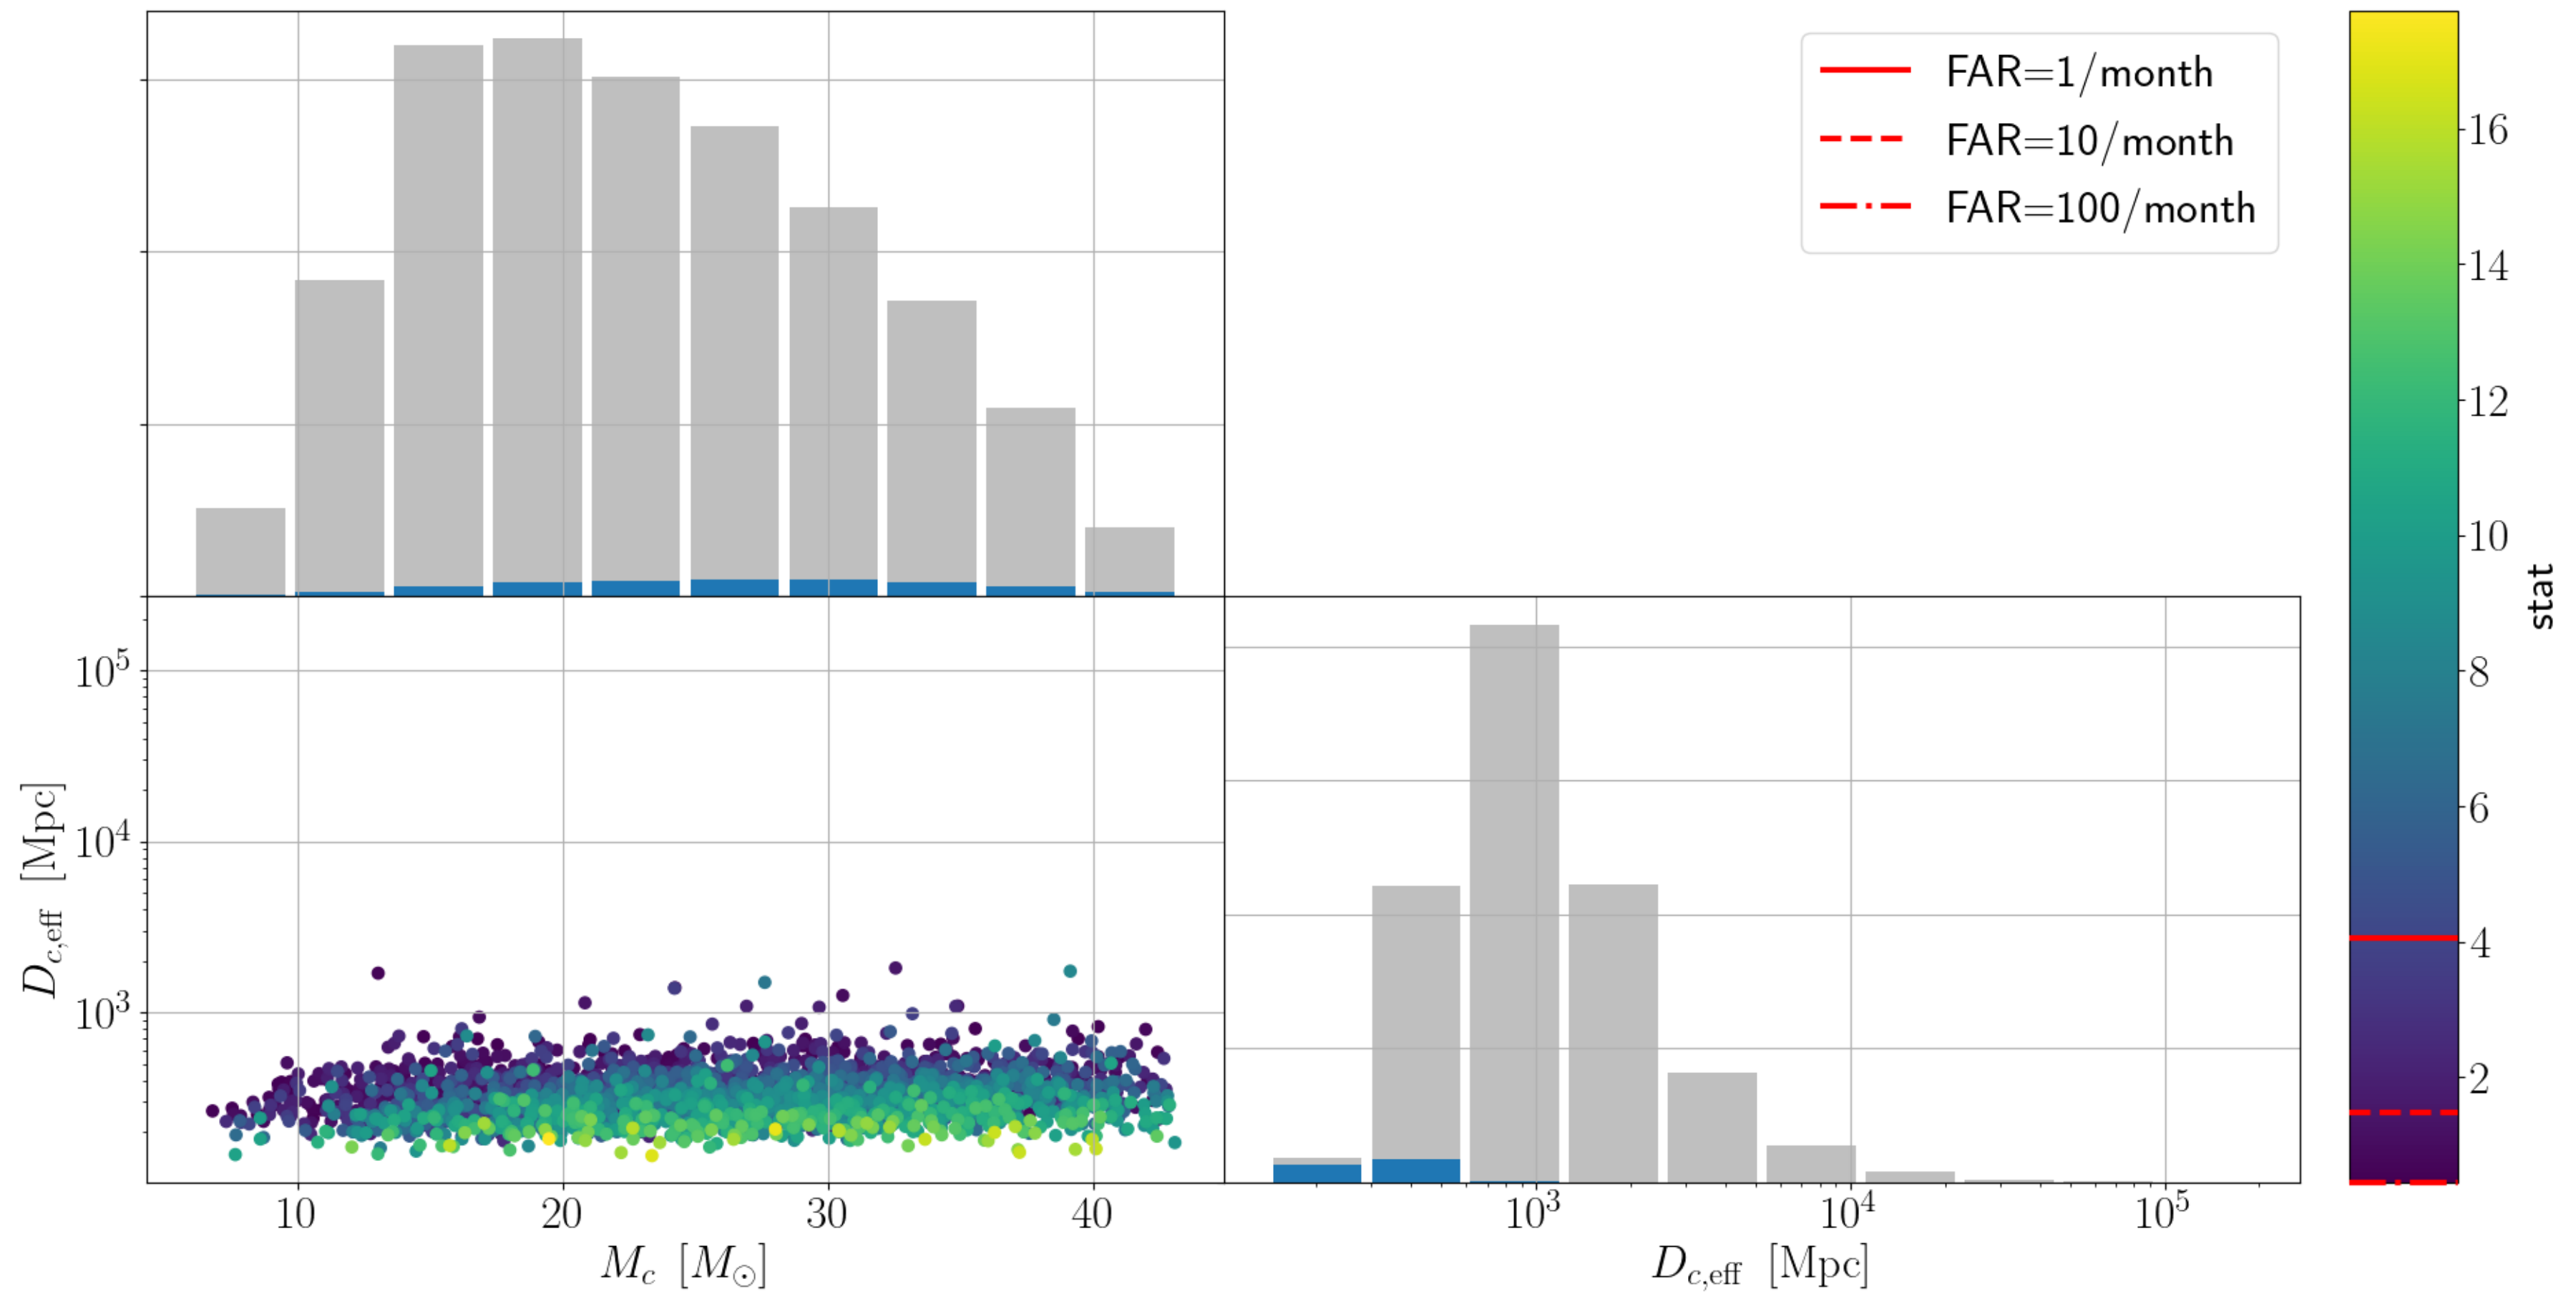 FAR=1/month
FAR=10/month
FAR=100/month
16
14
12
10
8
6
4
2
stat
10^5
10^4
10^3
D_{c,eff} [Mpc]
10 20 30 40
M_c [M_⊙]
10^3 10^4 10^5
D_{c,eff} [Mpc]